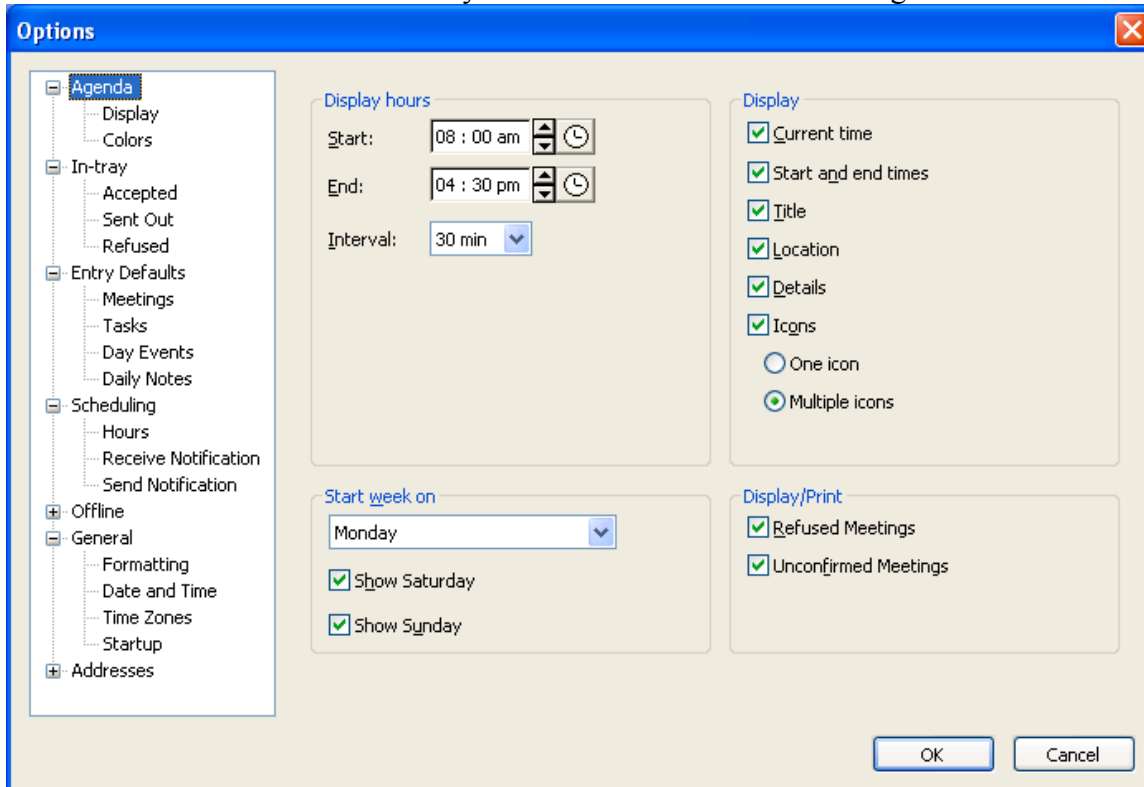 Options
Agenda
Display
Colors
In-tray
Accepted
Sent Out
Refused
Entry Defaults
Meetings
Tasks
Day Events
Daily Notes
Scheduling
Hours
Receive Notification
Send Notification
Offline
General
Formatting
Date and Time
Time Zones
Startup
Addresses
Display hours
Start: 08 : 00 am
End: 04 : 30 pm
Interval: 30 min
Start week on
Monday
Show Saturday
Show Sunday
Display
Current time
Start and end times
Title
Location
Details
Icons
One icon
Multiple icons
Display/Print
Refused Meetings
Unconfirmed Meetings
OK Cancel